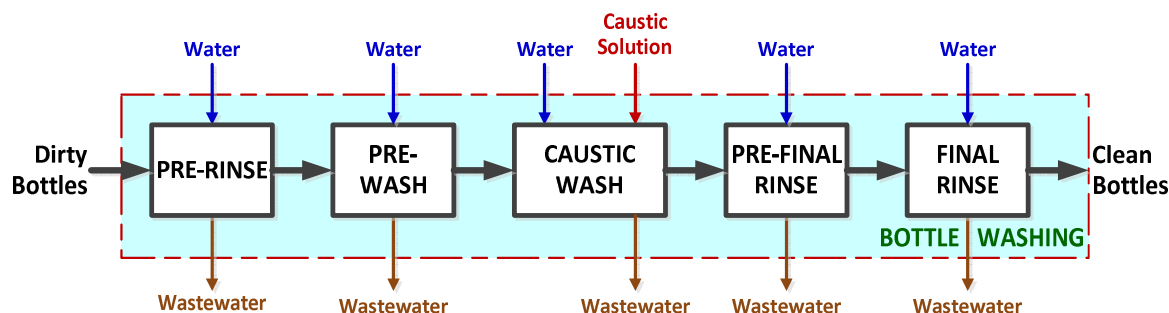 Caustic
Solution
Water
Water
Water
Water
Water
Dirty
Bottles
PRE-RINSE
PRE-
WASH
CAUSTIC
WASH
PRE-FINAL
RINSE
FINAL
RINSE
Clean
Bottles
BOTTLE WASHING
Wastewater
Wastewater
Wastewater
Wastewater
Wastewater